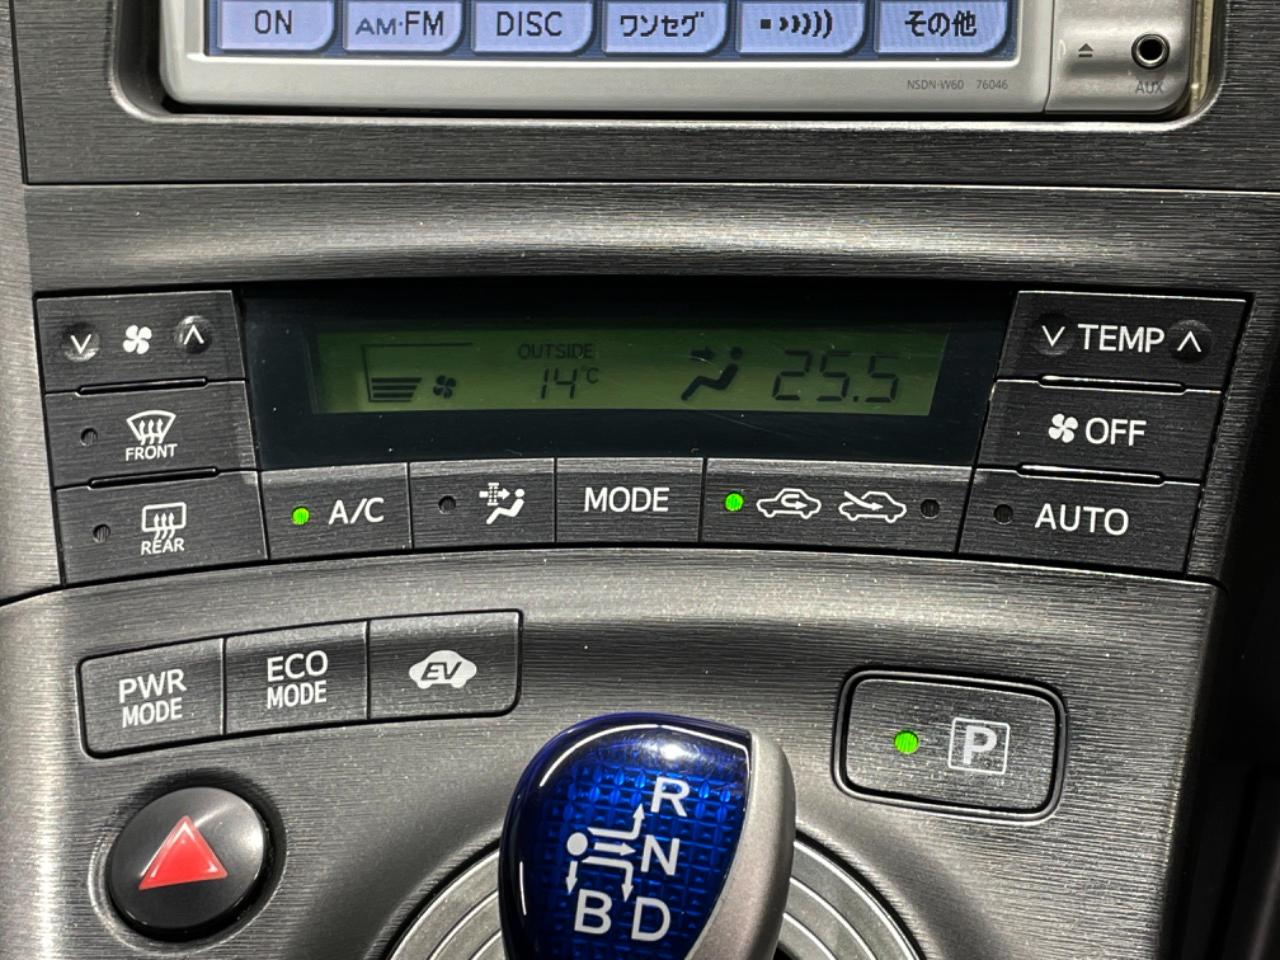 ON AM·FM DISC ワンセグ その他
NSDN-W60 76046
AUX
TEMP
OUTSIDE
14°C
25.5
FRONT
OFF
REAR
A/C
MODE
AUTO
PWR MODE
ECO MODE
EV
P
R
N
B D